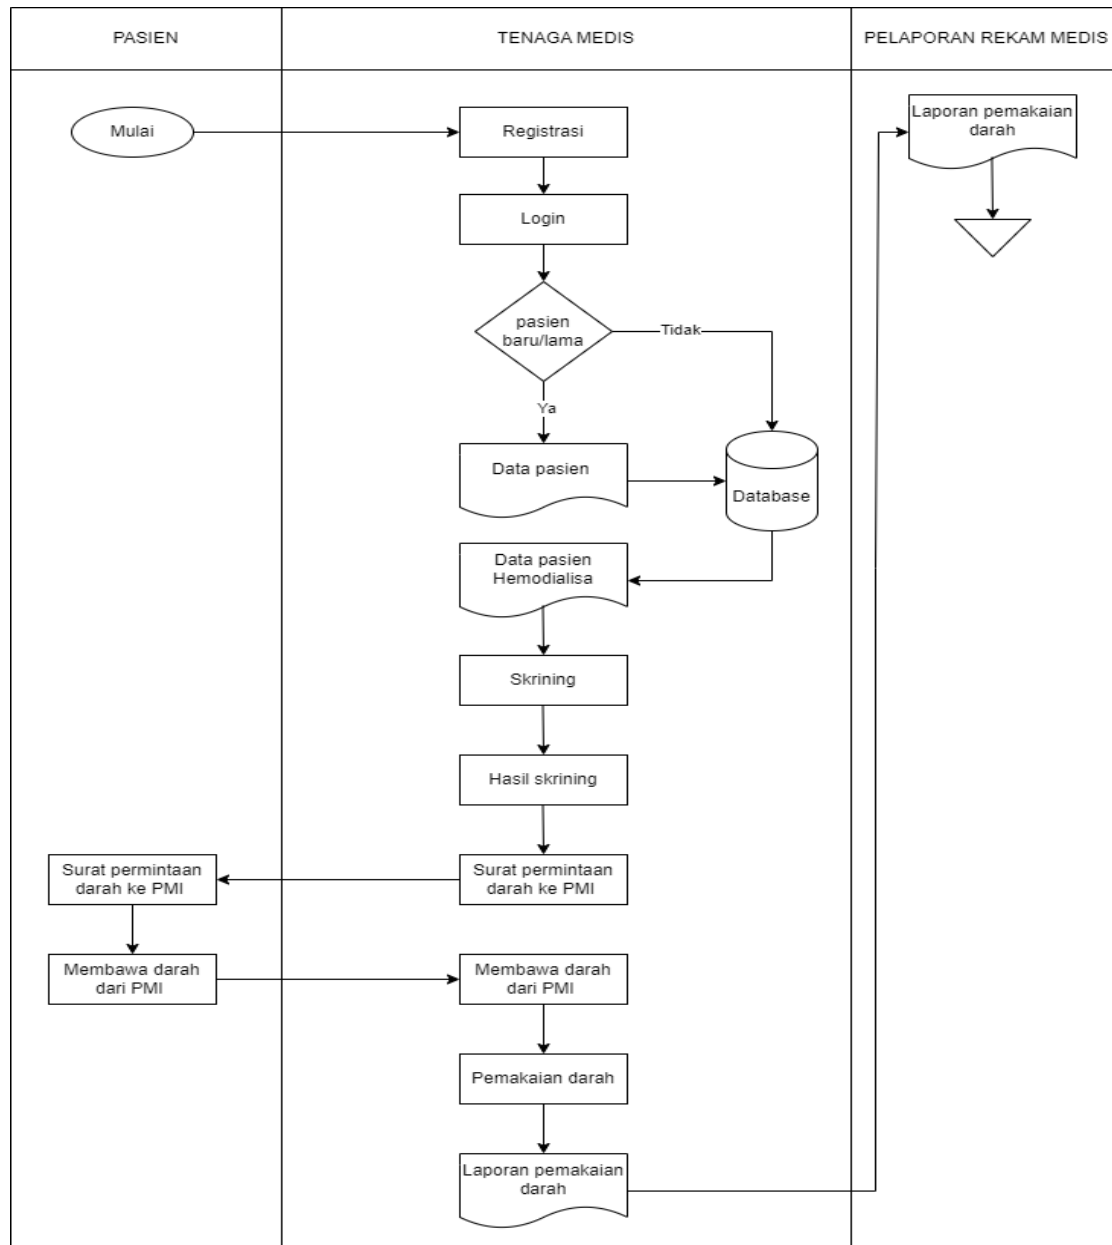 PASIEN
TENAGA MEDIS
PELAPORAN REKAM MEDIS
Mulai
Registrasi
Laporan pemakaian
darah
Login
pasien
baru/lama
Tidak
Ya
Data pasien
Database
Data pasien
Hemodialisa
Skrining
Hasil skrining
Surat permintaan
darah ke PMI
Surat permintaan
darah ke PMI
Membawa darah
dari PMI
Membawa darah
dari PMI
Pemakaian darah
Laporan pemakaian
darah